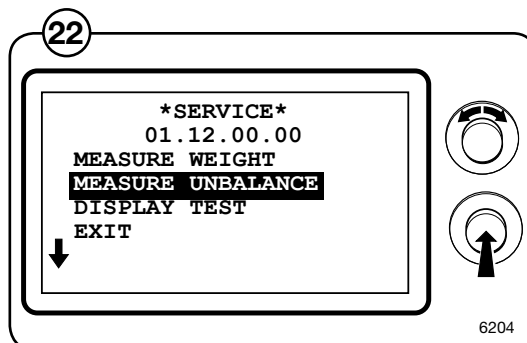 22
*SERVICE*
01.12.00.00
MEASURE WEIGHT
MEASURE UNBALANCE
DISPLAY TEST
EXIT
6204